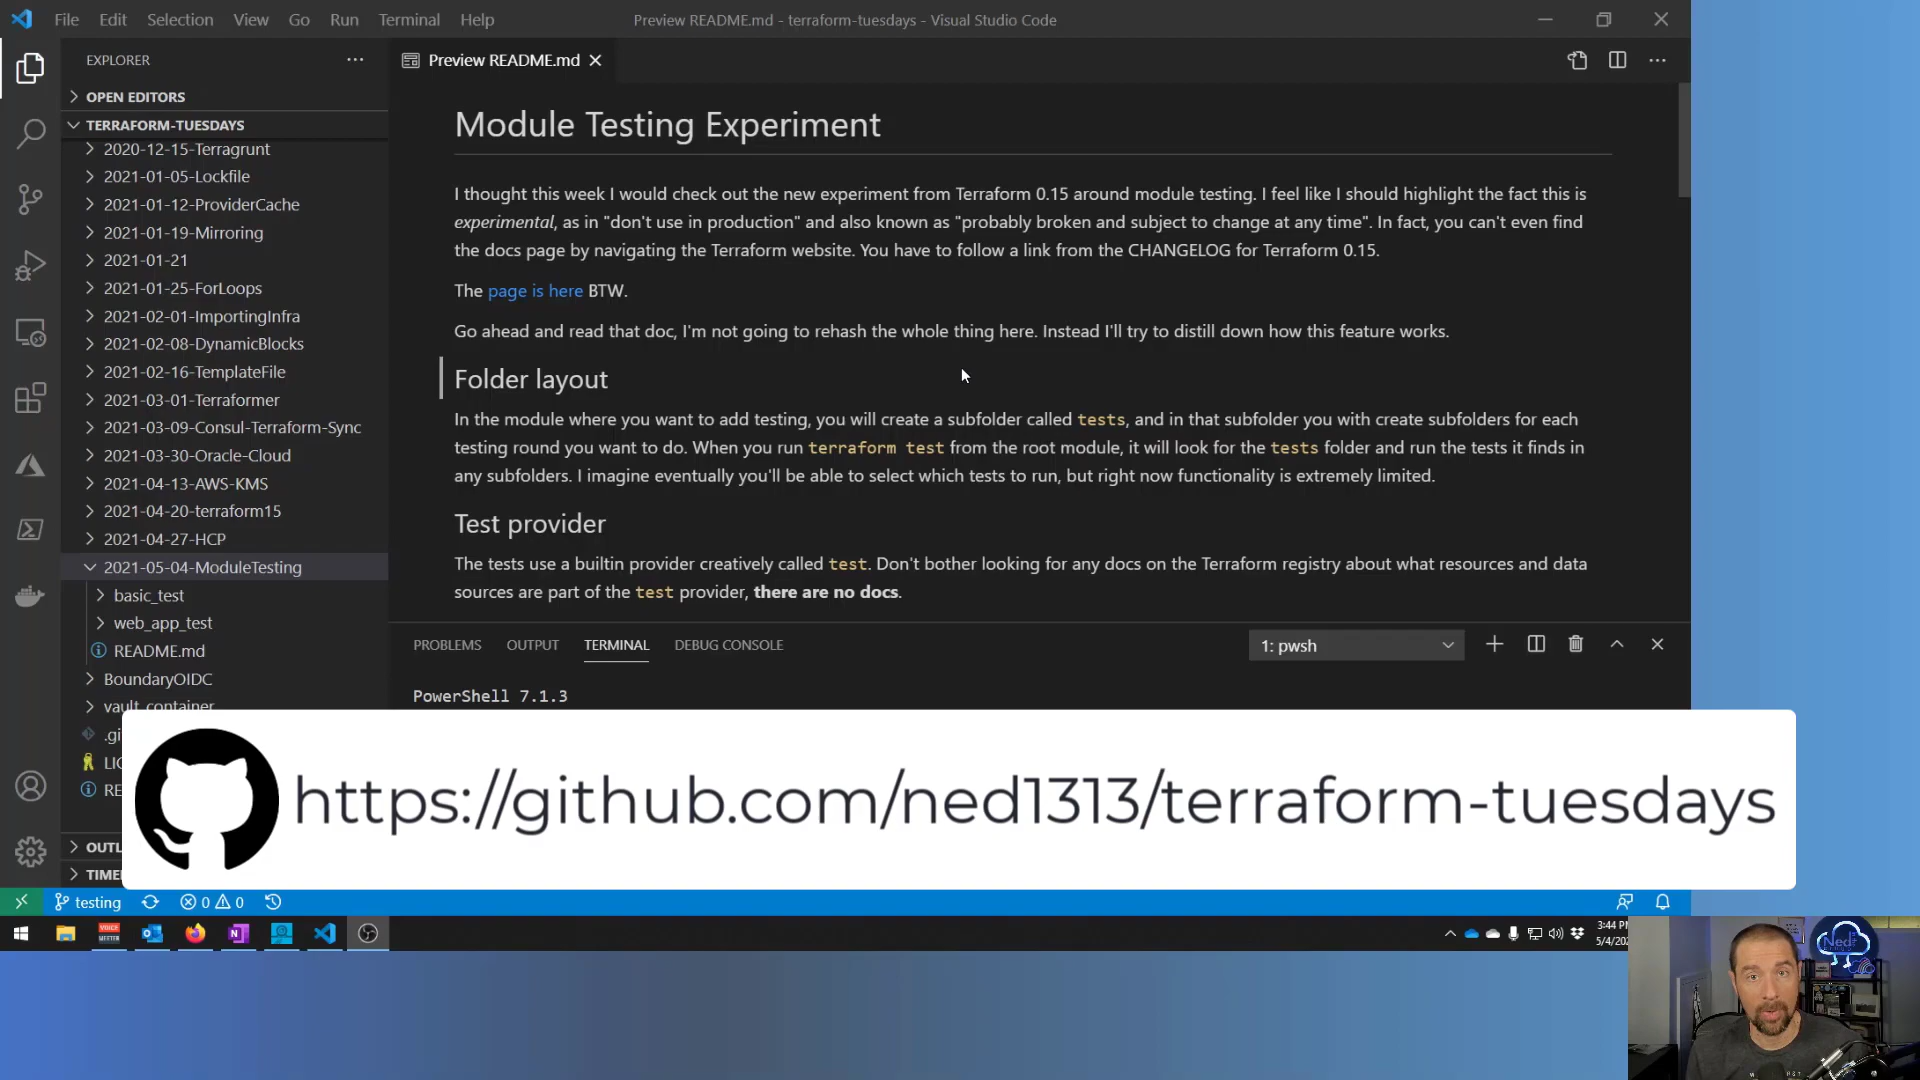 File Edit Selection View Go Run Terminal Help
Preview README.md - terraform-tuesdays - Visual Studio Code
EXPLORER
OPEN EDITORS
TERRAFORM-TUESDAYS
2020-12-15-Terragrunt
2021-01-05-Lockfile
2021-01-12-ProviderCache
2021-01-19-Mirroring
2021-01-21
2021-01-25-ForLoops
2021-02-01-ImportingInfra
2021-02-08-DynamicBlocks
2021-02-16-TemplateFile
2021-03-01-Terraformer
2021-03-09-Consul-Terraform-Sync
2021-03-30-Oracle-Cloud
2021-04-13-AWS-KMS
2021-04-20-terraform15
2021-04-27-HCP
2021-05-04-ModuleTesting
basic_test
web_app_test
README.md
BoundaryOIDC
vault_container
.gi
LIC
RE
OUTL
TIME
Preview README.md
Module Testing Experiment
I thought this week I would check out the new experiment from Terraform 0.15 around module testing. I feel like I should highlight the fact this is
experimental, as in "don't use in production" and also known as "probably broken and subject to change at any time". In fact, you can't even find
the docs page by navigating the Terraform website. You have to follow a link from the CHANGELOG for Terraform 0.15.
The page is here BTW.
Go ahead and read that doc, I'm not going to rehash the whole thing here. Instead I'll try to distill down how this feature works.
Folder layout
In the module where you want to add testing, you will create a subfolder called tests, and in that subfolder you with create subfolders for each
testing round you want to do. When you run terraform test from the root module, it will look for the tests folder and run the tests it finds in
any subfolders. I imagine eventually you'll be able to select which tests to run, but right now functionality is extremely limited.
Test provider
The tests use a builtin provider creatively called test. Don't bother looking for any docs on the Terraform registry about what resources and data
sources are part of the test provider, there are no docs.
PROBLEMS OUTPUT TERMINAL DEBUG CONSOLE
1: pwsh
PowerShell 7.1.3
https://github.com/ned1313/terraform-tuesdays
testing
0 0
3:44 P
5/4/202